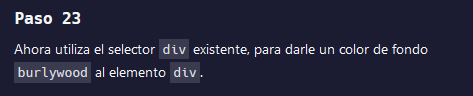 Paso 23
Ahora utiliza el selector div existente, para darle un color de fondo
burlywood al elemento div.